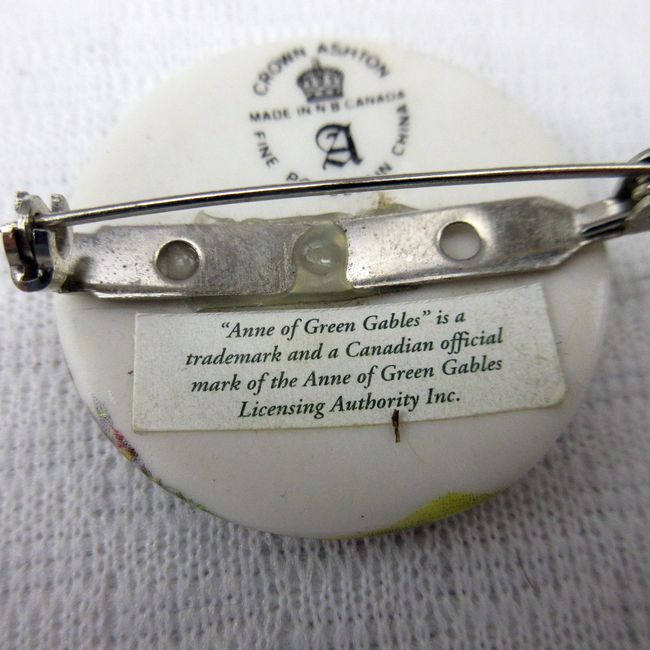 CROWN ASHTON
MADE IN N B CANADA
A
FINE
IN CHINA
"Anne of Green Gables" is a
trademark and a Canadian official
mark of the Anne of Green Gables
Licensing Authority Inc.